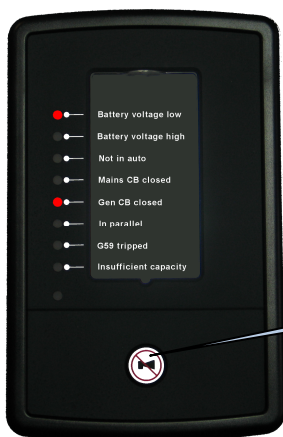 Battery voltage low
Battery voltage high
Not in auto
Mains CB closed
Gen CB closed
In parallel
G59 tripped
Insufficient capacity